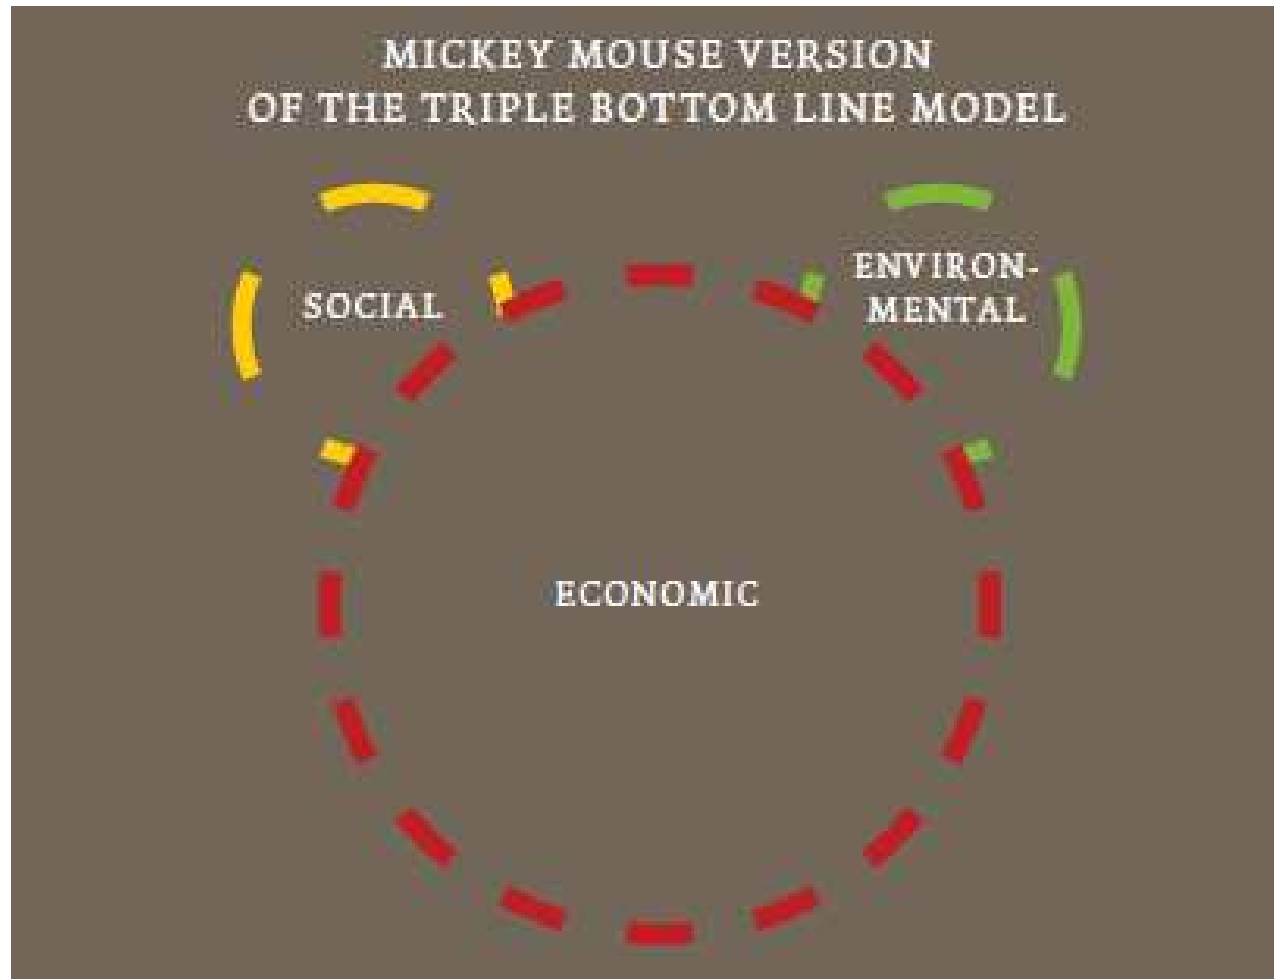 MICKEY MOUSE VERSION
OF THE TRIPLE BOTTOM LINE MODEL
SOCIAL
ENVIRON-
MENTAL
ECONOMIC